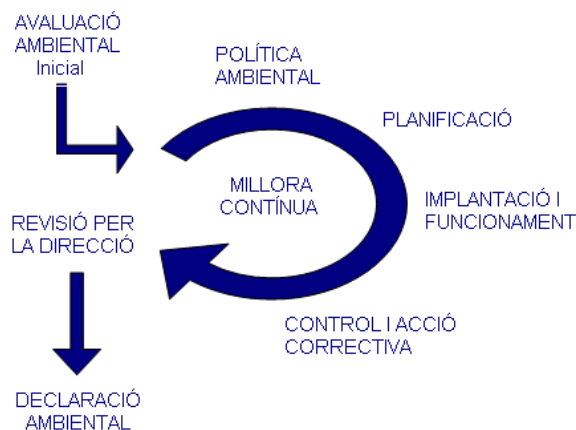 AVALUACIÓ
AMBIENTAL
Inicial
POLÍTICA
AMBIENTAL
PLANIFICACIÓ
MILLORA
CONTÍNUA
IMPLANTACIÓ I
FUNCIONAMENT
REVISIÓ PER
LA DIRECCIÓ
CONTROL I ACCIÓ
CORRECTIVA
DECLARACIÓ
AMBIENTAL